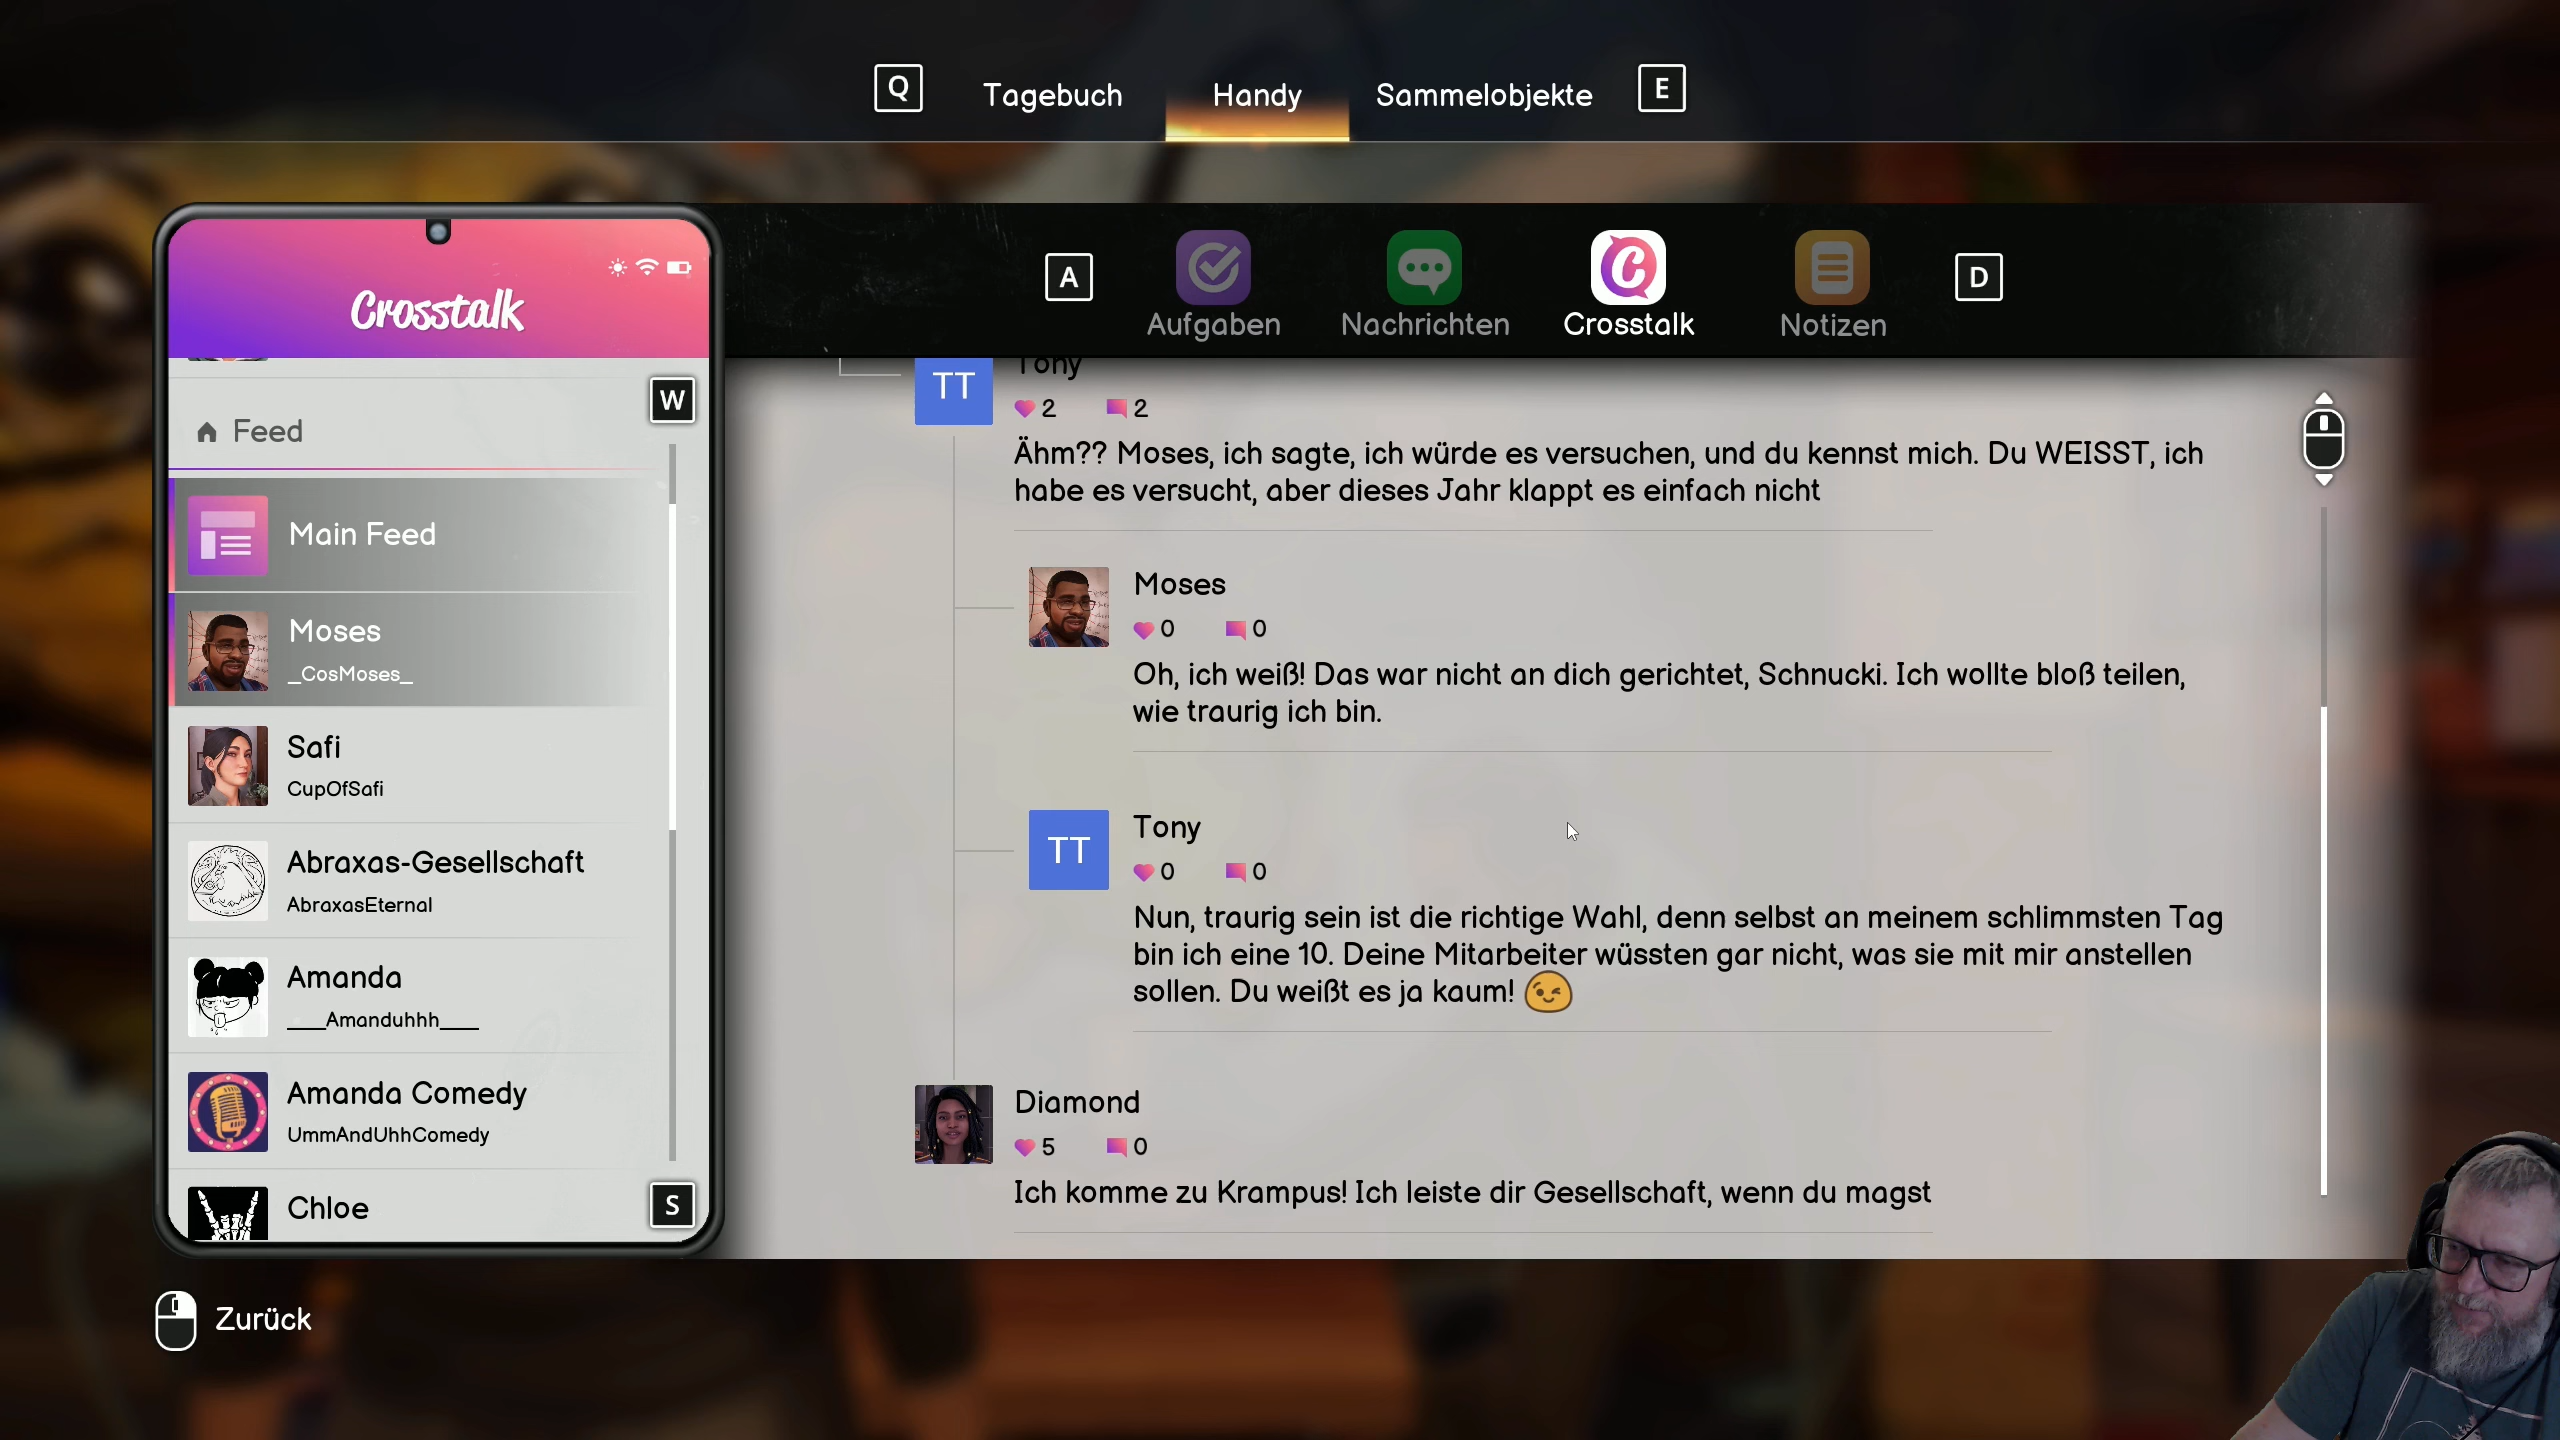 Q
Tagebuch
Handy
Sammelobjekte
E
Crosstalk
A
Aufgaben
Nachrichten
Crosstalk
Notizen
D
W
Feed
Main Feed
Moses
_CosMoses_
Safi
CupOfSafi
Abraxas-Gesellschaft
AbraxasEternal
Amanda
___Amanduhhh___
Amanda Comedy
UmmAndUhhComedy
Chloe
S
TT
Tony
2 2
Ähm?? Moses, ich sagte, ich würde es versuchen, und du kennst mich. Du WEISST, ich
habe es versucht, aber dieses Jahr klappt es einfach nicht
Moses
0 0
Oh, ich weiß! Das war nicht an dich gerichtet, Schnucki. Ich wollte bloß teilen,
wie traurig ich bin.
TT
Tony
0 0
Nun, traurig sein ist die richtige Wahl, denn selbst an meinem schlimmsten Tag
bin ich eine 10. Deine Mitarbeiter wüssten gar nicht, was sie mit mir anstellen
sollen. Du weißt es ja kaum!
Diamond
5 0
Ich komme zu Krampus! Ich leiste dir Gesellschaft, wenn du magst
Zurück